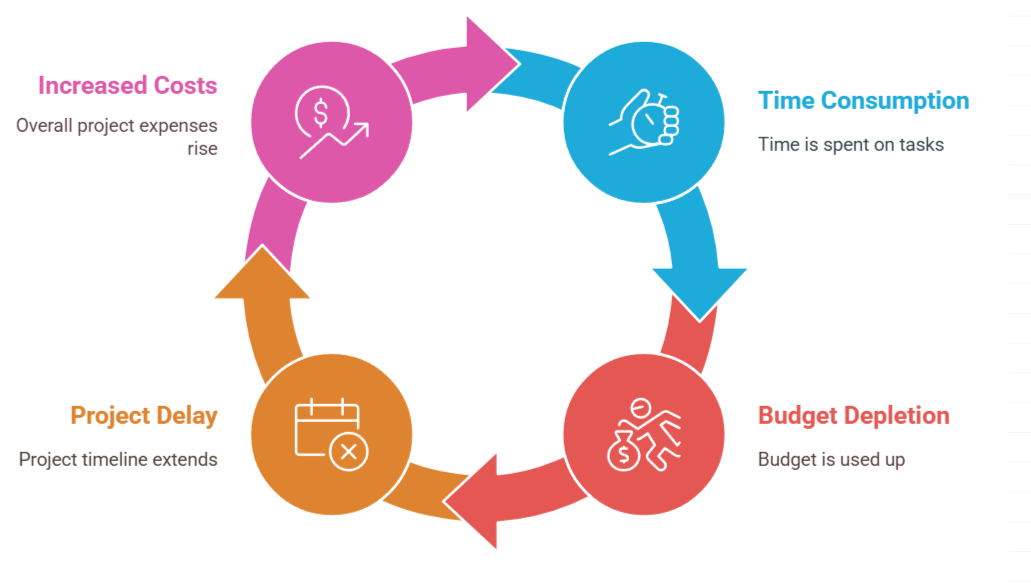 Increased Costs
Overall project expenses
rise
$
Time Consumption
Time is spent on tasks
Project Delay
Project timeline extends
Budget Depletion
Budget is used up
$